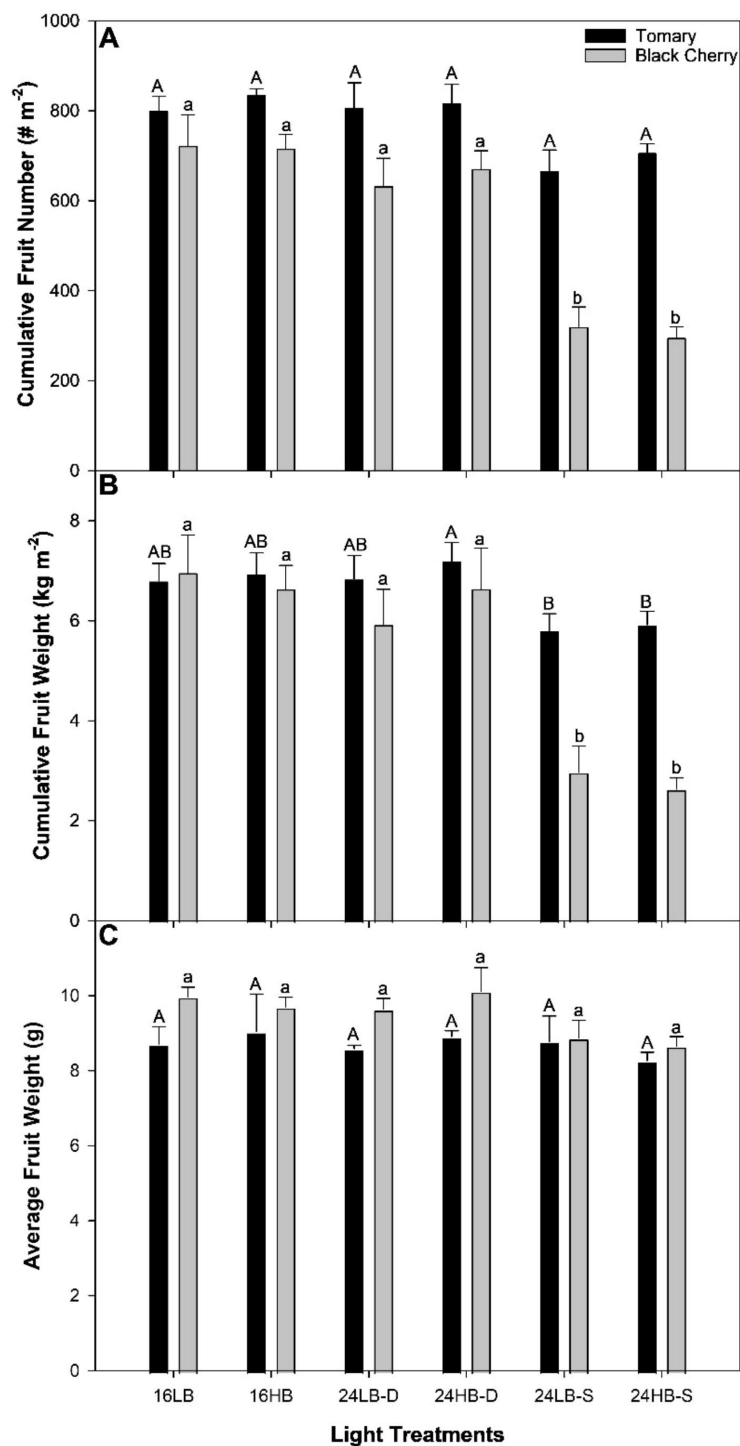 1000
A
Tomary
Black Cherry
A A A A A A
a a a a b b
800
600
400
200
0
Cumulative Fruit Number (# m-2)
B
AB AB AB A B B
a a a a b b
8
6
4
2
0
Cumulative Fruit Weight (kg m-2)
C
A A A A A A
a a a a a a
10
8
6
4
2
0
Average Fruit Weight (g)
16LB 16HB 24LB-D 24HB-D 24LB-S 24HB-S
Light Treatments